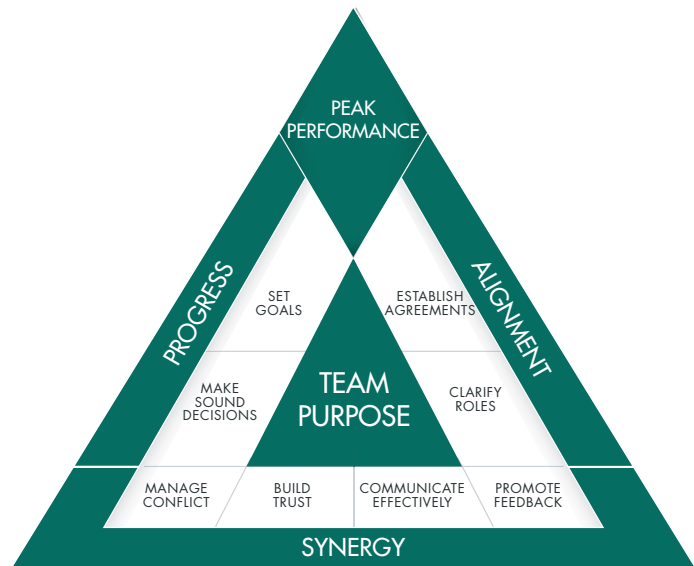 PEAK
PERFORMANCE
PROGRESS
ALIGNMENT
SET
GOALS
ESTABLISH
AGREEMENTS
MAKE
SOUND
DECISIONS
TEAM
PURPOSE
CLARIFY
ROLES
MANAGE
CONFLICT
BUILD
TRUST
COMMUNICATE
EFFECTIVELY
PROMOTE
FEEDBACK
SYNERGY